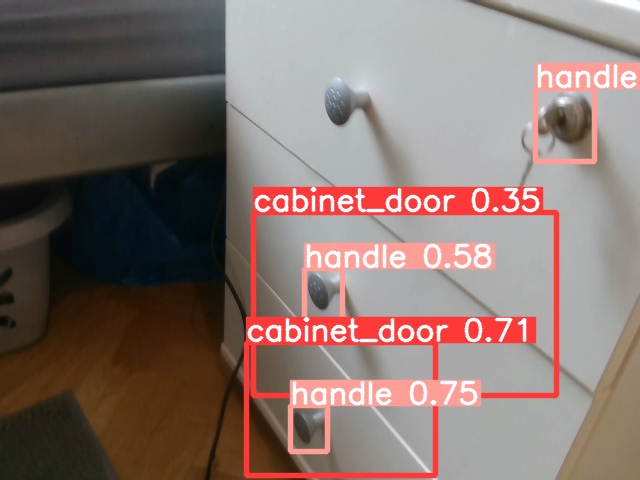 handle
cabinet_door 0.35
handle 0.58
cabinet_door 0.71
handle 0.75